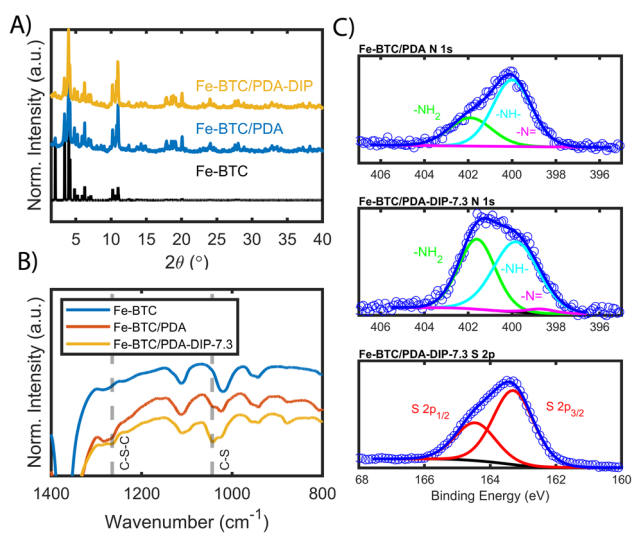 A)
Norm. Intensity (a.u.)
Fe-BTC/PDA-DIP
Fe-BTC/PDA
Fe-BTC
5 10 15 20 25 30 35 40
2θ (°)
B)
Norm. Intensity (a.u.)
Fe-BTC
Fe-BTC/PDA
Fe-BTC/PDA-DIP-7.3
C-S-C
C-S
1400 1200 1000 800
Wavenumber (cm⁻¹)
C)
Fe-BTC/PDA N 1s
-NH₂
-NH-
-N=
406 404 402 400 398 396
Fe-BTC/PDA-DIP-7.3 N 1s
-NH₂
-NH-
-N=
406 404 402 400 398 396
Fe-BTC/PDA-DIP-7.3 S 2p
S 2p₁/₂
S 2p₃/₂
68 166 164 162 160
Binding Energy (eV)